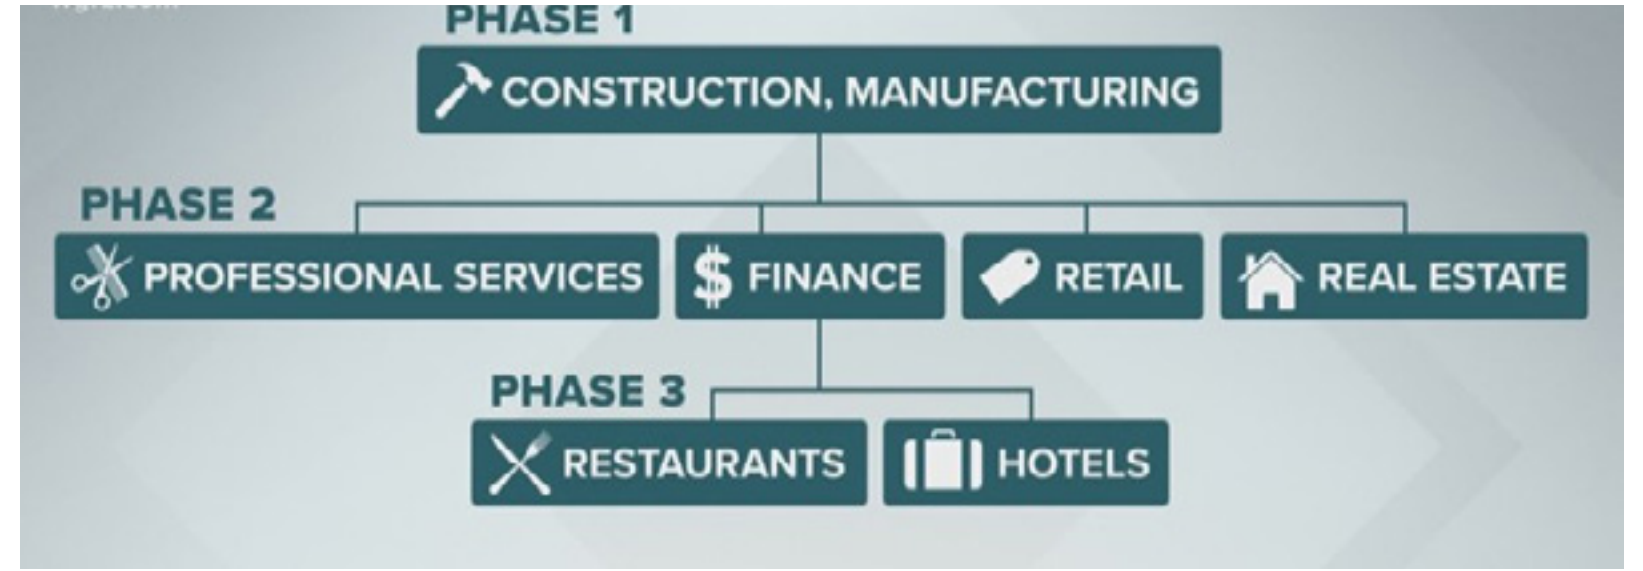 PHASE 1
CONSTRUCTION, MANUFACTURING
PHASE 2
PROFESSIONAL SERVICES
FINANCE
RETAIL
REAL ESTATE
PHASE 3
RESTAURANTS
HOTELS